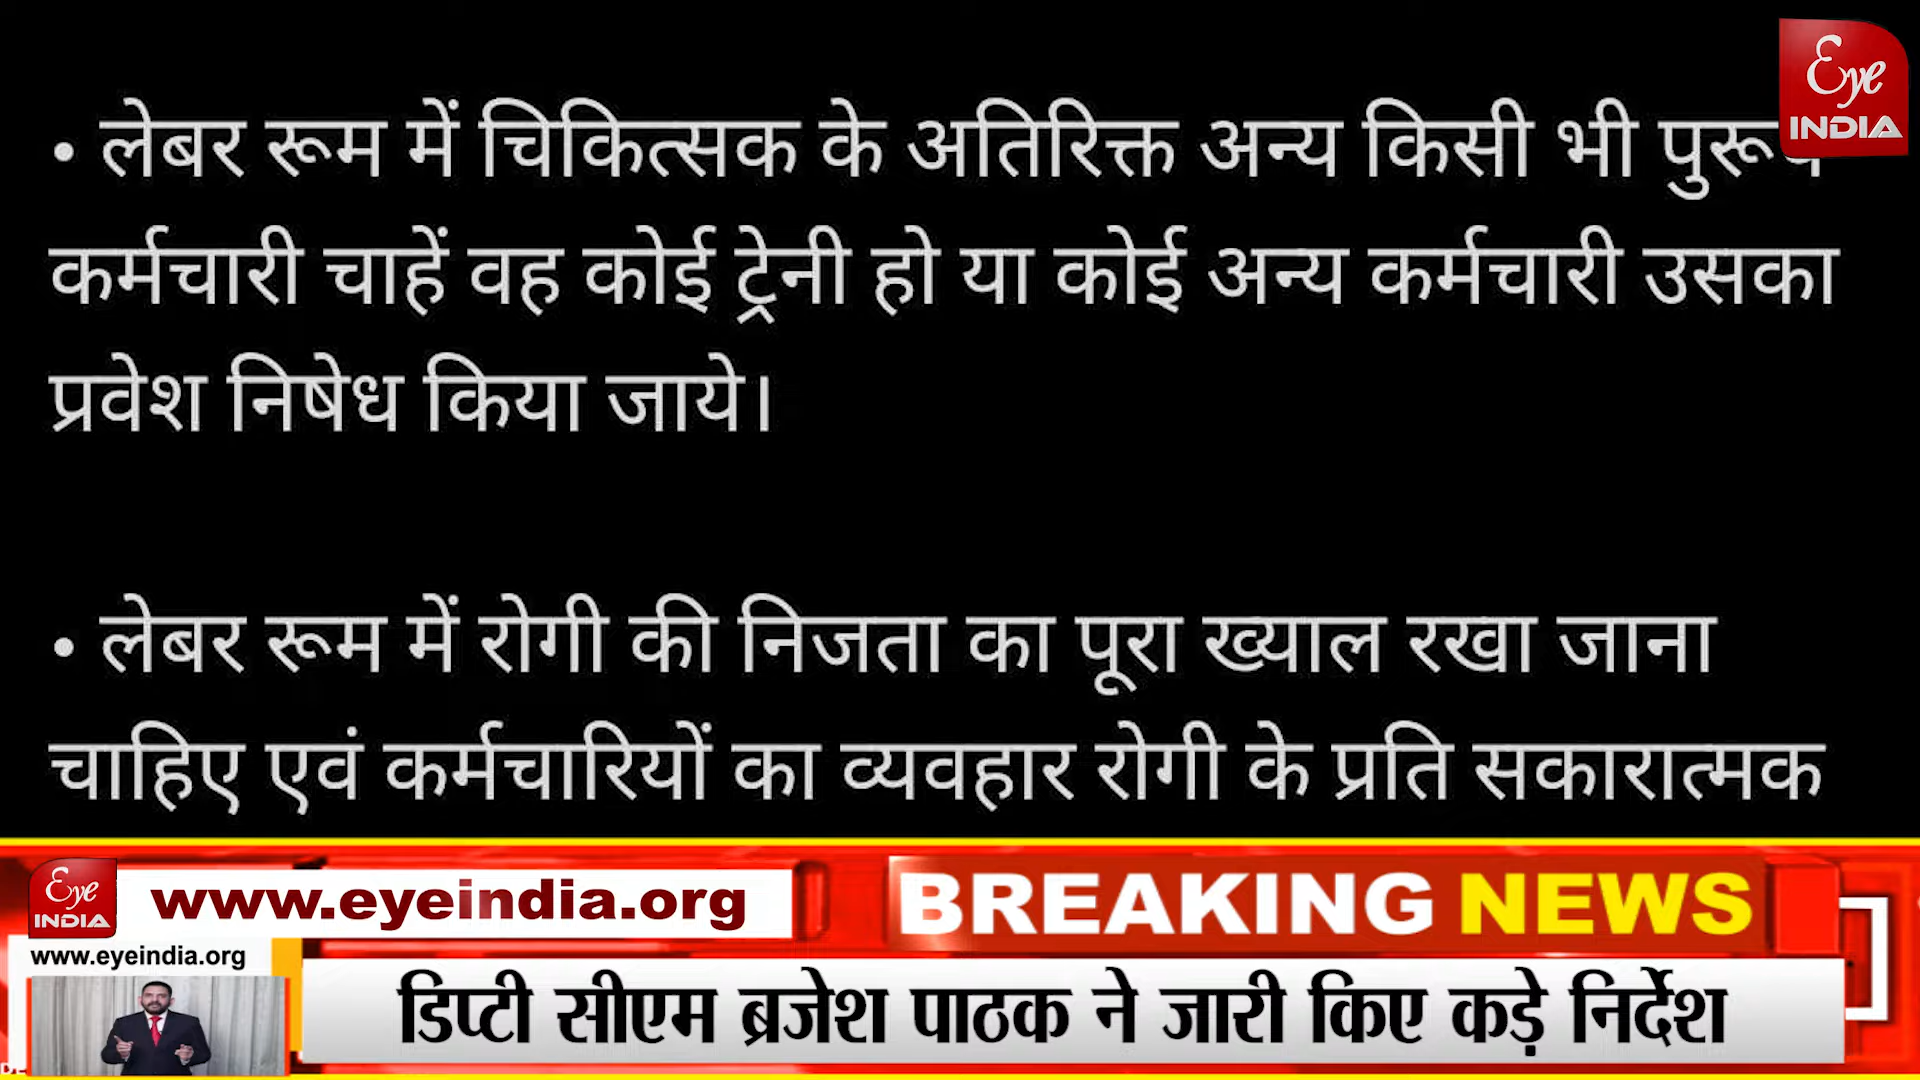 Eye
INDIA
• लेबर रूम में चिकित्सक के अतिरिक्त अन्य किसी भी
कर्मचारी चाहें वह कोई ट्रेनी हो या कोई अन्य कर्मचारी उसका
प्रवेश निषेध किया जाये।
• लेबर रूम में रोगी की निजता का पूरा ख्याल रखा जाना
चाहिए एवं कर्मचारियों का व्यवहार रोगी के प्रति सकारात्मक
Eye
INDIA
www.eyeindia.org
BREAKING NEWS
www.eyeindia.org
डिप्टी सीएम ब्रजेश पाठक ने जारी किए कड़े निर्देश